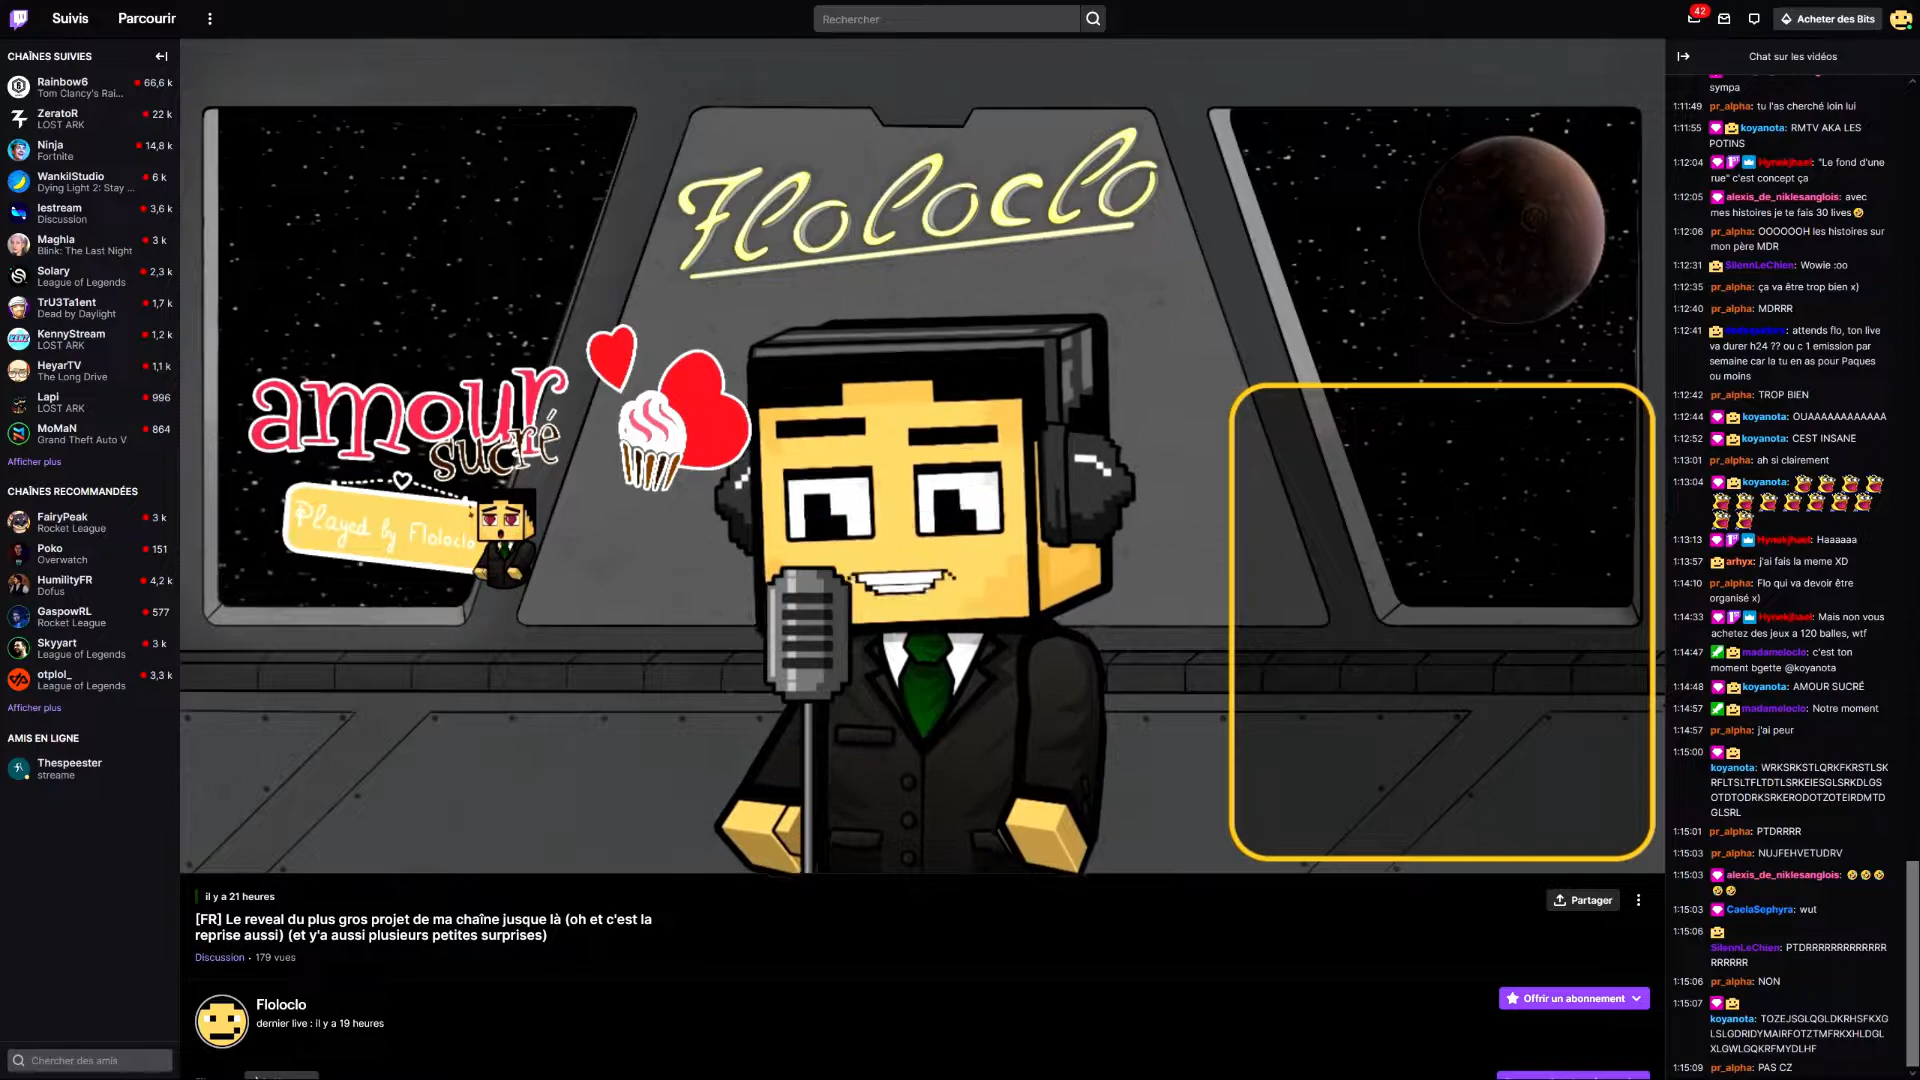 Suivis
Parcourir
Rechercher
42
Acheter des Bits
CHAÎNES SUIVIES
Rainbow6
66,6 k
Tom Clancy's Rai...
ZeratoR
22 k
LOST ARK
Ninja
14,8 k
Fortnite
WankilStudio
6 k
Dying Light 2: Stay ...
lestream
3,6 k
Discussion
Maghla
3 k
Blink: The Last Night
Solary
2,3 k
League of Legends
TrU3Ta1ent
1,7 k
Dead by Daylight
KennyStream
1,2 k
LOST ARK
HeyarTV
1,1 k
The Long Drive
Lapi
996
LOST ARK
MoMaN
864
Grand Theft Auto V
Afficher plus
CHAÎNES RECOMMANDÉES
FairyPeak
3 k
Rocket League
Poko
151
Overwatch
HumilityFR
4,2 k
Dofus
GaspowRL
577
Rocket League
Skyyart
3 k
League of Legends
otplol_
3,3 k
League of Legends
Afficher plus
AMIS EN LIGNE
Thespeester
streame
Chercher des amis
Floloclo
amour
sucré
Played by Floloclo
il y a 21 heures
Partager
[FR] Le reveal du plus gros projet de ma chaîne jusque là (oh et c'est la
reprise aussi) (et y'a aussi plusieurs petites surprises)
Discussion • 179 vues
Floloclo
dernier live : il y a 19 heures
Offrir un abonnement
Chat sur les vidéos
sympa
1:11:49 pr_alpha: tu l'as cherché loin lui
1:11:55 koyanota: RMTV AKA LES
POTINS
1:12:04 Hynekjhael: "Le fond d'une
rue" c'est concept ça
1:12:05 alexis_de_niklesanglois: avec
mes histoires je te fais 30 lives
1:12:06 pr_alpha: OOOOOOH les histoires sur
mon père MDR
1:12:31 SilennLeChien: Wowie :oo
1:12:35 pr_alpha: ça va être trop bien x)
1:12:40 pr_alpha: MDRRR
1:12:41 : attends flo, ton live
va durer h24 ?? ou c 1 emission par
semaine car la tu en as pour Paques
ou moins
1:12:42 pr_alpha: TROP BIEN
1:12:44 koyanota: OUAAAAAAAAAAAA
1:12:52 koyanota: CEST INSANE
1:13:01 pr_alpha: ah si clairement
1:13:04 koyanota:
1:13:13 Hynekjhael: Haaaaaa
1:13:57 arhyx: j'ai fais la meme XD
1:14:10 pr_alpha: Flo qui va devoir être
organisé x)
1:14:33 Hynekjhael: Mais non vous
achetez des jeux a 120 balles, wtf
1:14:47 madameloclo: c'est ton
moment bgette @koyanota
1:14:48 koyanota: AMOUR SUCRÉ
1:14:57 madameloclo: Notre moment
1:14:57 pr_alpha: j'ai peur
1:15:00
koyanota: WRKSRKSTLQRKFKRSTLSK
RFLTSLTFLTDTLSRKEIESGLSRKDLGS
OTDTODRKSRKERODOTZOTEIRDMTD
GLSRL
1:15:01 pr_alpha: PTDRRRR
1:15:03 pr_alpha: NUJFEHVETUDRV
1:15:03 alexis_de_niklesanglois:
1:15:03 CaelaSephyra: wut
1:15:06
SilennLeChien: PTDRRRRRRRRRRRRR
RRRRRR
1:15:06 pr_alpha: NON
1:15:07
koyanota: TOZEJSGLQGLDKRHSFKXG
LSLGDRIDYMAIRFOTZTMFRKXHLDGL
XLGWLGQKRFMYDLHF
1:15:09 pr_alpha: PAS CZ